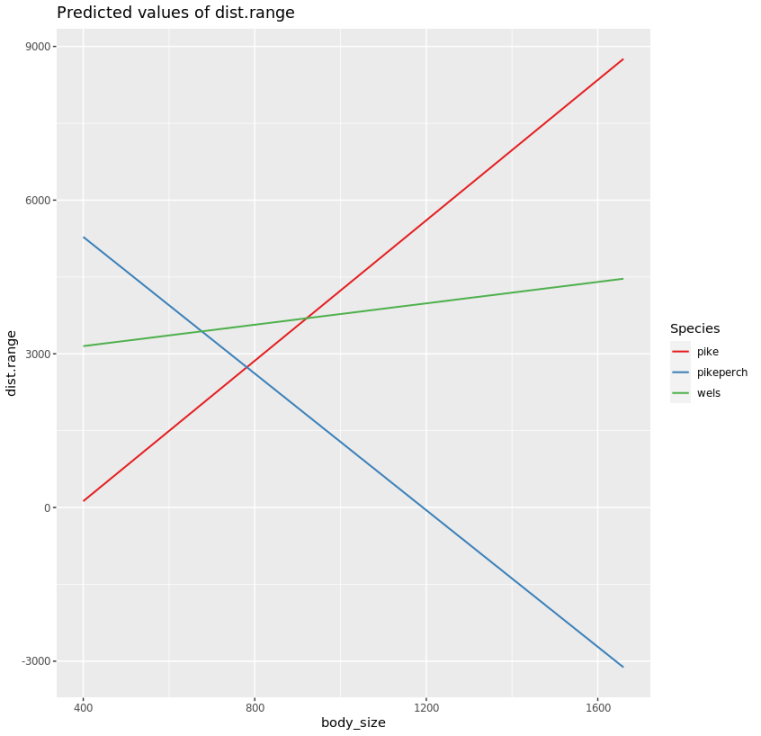 Predicted values of dist.range
dist.range
9000
6000
3000
0
-3000
400 800 1200 1600
body_size
Species
pike
pikeperch
wels